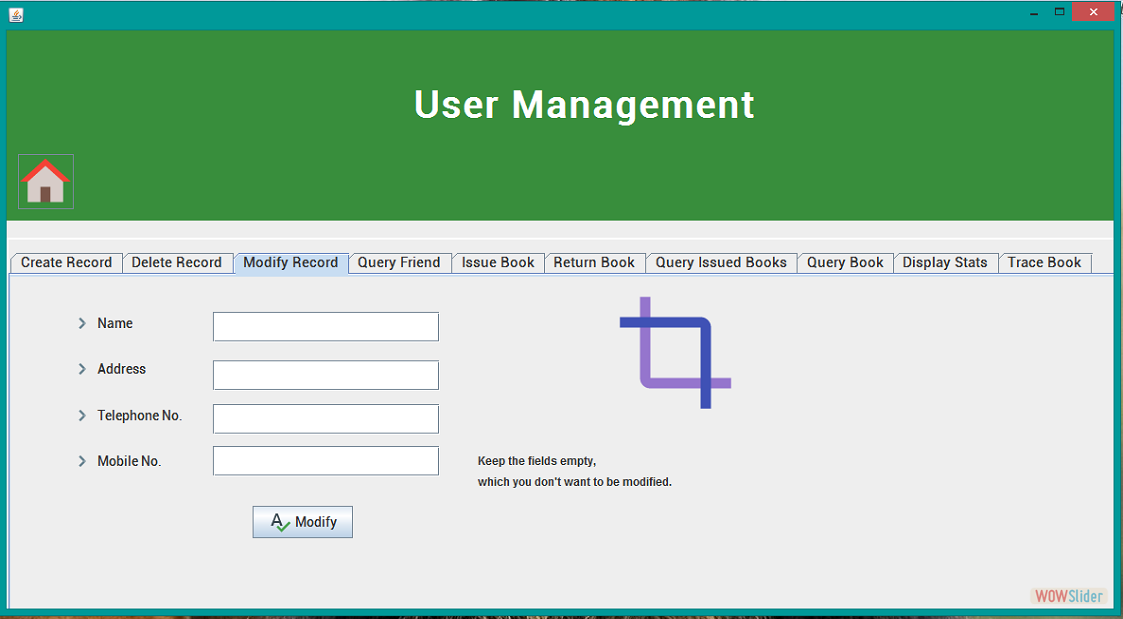 User Management
Create Record Delete Record Modify Record Query Friend Issue Book Return Book Query Issued Books Query Book Display Stats Trace Book
Name
Address
Telephone No.
Mobile No.
Keep the fields empty,
which you don't want to be modified.
Modify
WOWSlider